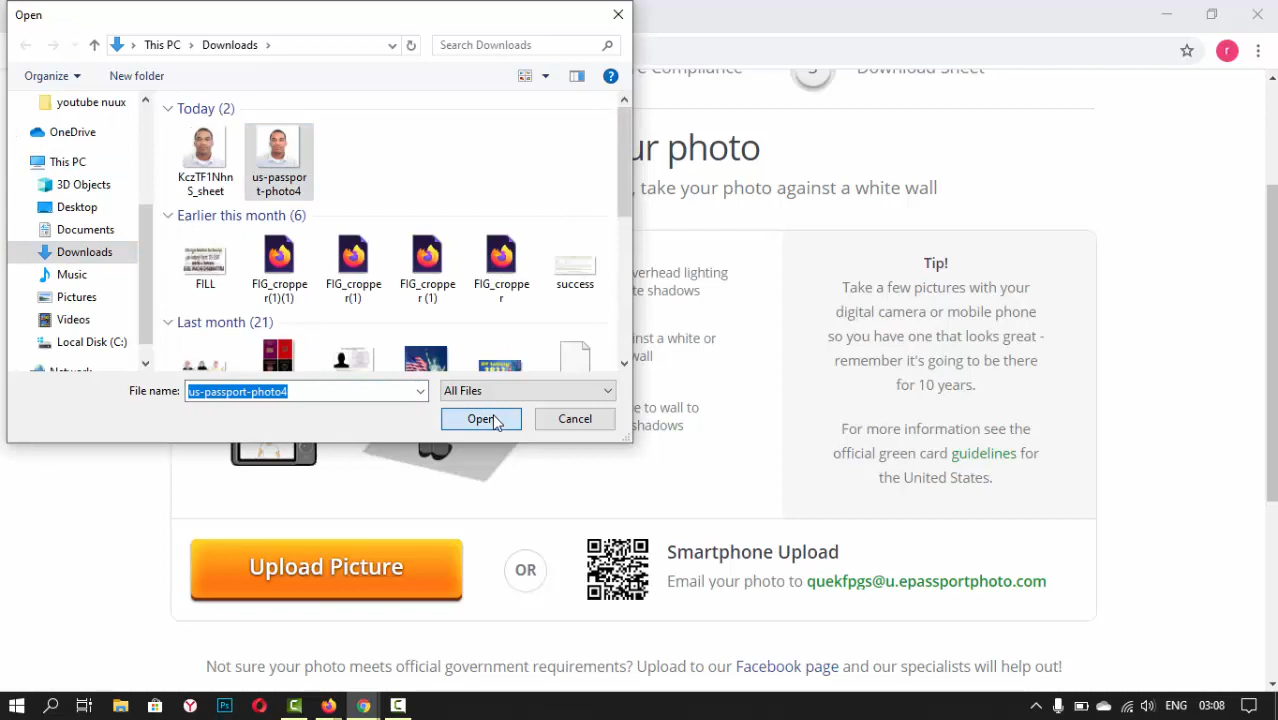 Open
This PC
Downloads
Search Downloads
Organize
New folder
youtube nuux
OneDrive
This PC
3D Objects
Desktop
Documents
Downloads
Music
Pictures
Videos
Local Disk (C:)
Today (2)
KczTF1Nhn
S_sheet
us-passpor
t-photo4
Earlier this month (6)
FILL
FIG_croppe
r(1)(1)
FIG_croppe
r(1)
FIG_croppe
r (1)
FIG_croppe
r
success
Last month (21)
File name:
us-passport-photo4
All Files
Open
Cancel
r
Download Sheet
ur photo
, take your photo against a white wall
verhead lighting
te shadows
inst a white or
wall
e to wall to
shadows
Tip!
Take a few pictures with your
digital camera or mobile phone
so you have one that looks great -
remember it's going to be there
for 10 years.
For more information see the
official green card guidelines for
the United States.
Upload Picture
OR
Smartphone Upload
Email your photo to quekfpgs@u.epassportphoto.com
Not sure your photo meets official government requirements? Upload to our Facebook page and our specialists will help out!
Ps
ENG
03:08